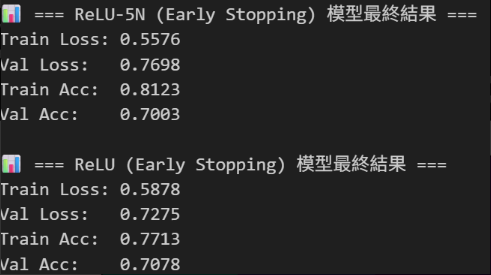 📊 === ReLU-5N (Early Stopping) 模型最終結果 ===
Train Loss: 0.5576
Val Loss:   0.7698
Train Acc:  0.8123
Val Acc:    0.7003

📊 === ReLU (Early Stopping) 模型最終結果 ===
Train Loss: 0.5878
Val Loss:   0.7275
Train Acc:  0.7713
Val Acc:    0.7078